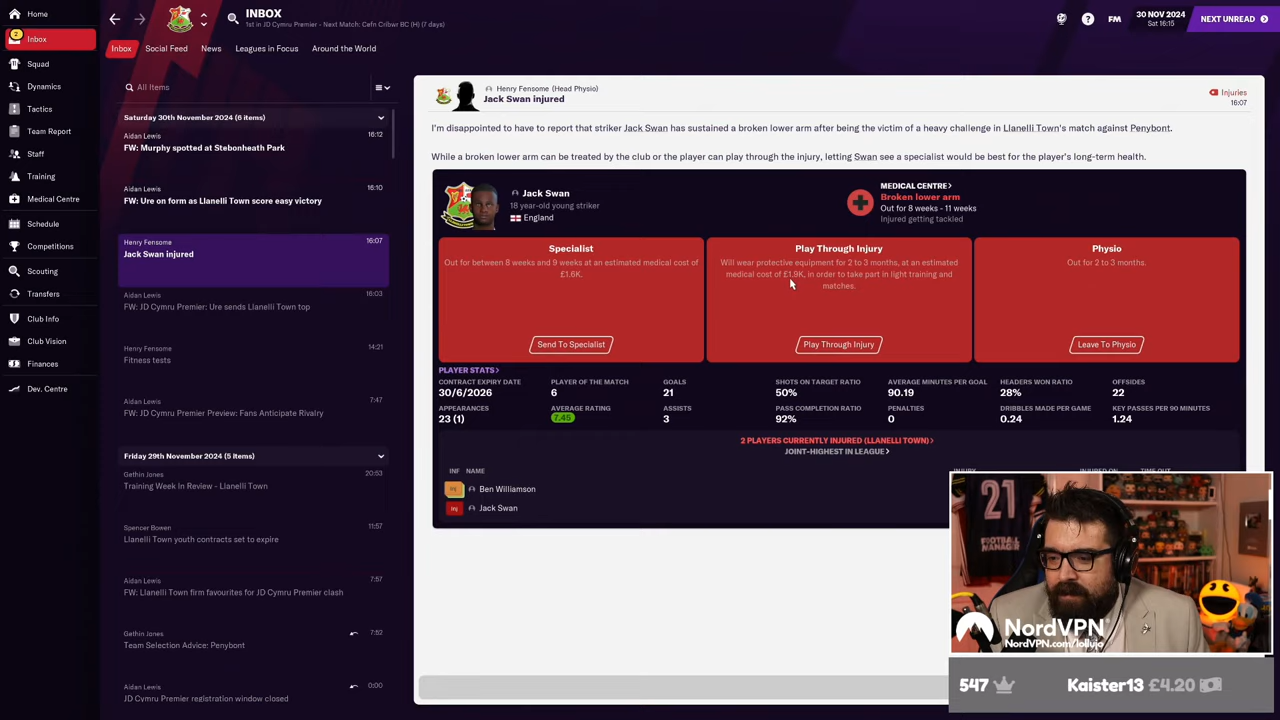 Home
INBOX
1st in JD Cymru Premier - Next Match: Cefn Cribwr BC (H) (7 days)
FM
30 NOV 2024
Sat 16:15
NEXT UNREAD
2
Inbox
Squad
Dynamics
Tactics
Team Report
Staff
Training
Medical Centre
Schedule
Competitions
Scouting
Transfers
Club Info
Club Vision
Finances
Dev. Centre
Inbox
Social Feed
News
Leagues in Focus
Around the World
All Items
Saturday 30th November 2024 (6 items)
Aidan Lewis
16:12
FW: Murphy spotted at Stebonheath Park
Aidan Lewis
16:10
FW: Ure on form as Llanelli Town score easy victory
Henry Fensome
16:07
Jack Swan injured
Aidan Lewis
16:03
FW: JD Cymru Premier: Ure sends Llanelli Town top
Henry Fensome
14:21
Fitness tests
Aidan Lewis
7:47
FW: JD Cymru Premier Preview: Fans Anticipate Rivalry
Friday 29th November 2024 (5 items)
Gethin Jones
20:53
Training Week In Review - Llanelli Town
Spencer Bowen
11:57
Llanelli Town youth contracts set to expire
Aidan Lewis
7:57
FW: Llanelli Town firm favourites for JD Cymru Premier clash
Gethin Jones
7:52
Team Selection Advice: Penybont
Aidan Lewis
0:00
JD Cymru Premier registration window closed
Henry Fensome (Head Physio)
Jack Swan injured
Injuries
16:07
I'm disappointed to have to report that striker Jack Swan has sustained a broken lower arm after being the victim of a heavy challenge in Llanelli Town's match against Penybont.
While a broken lower arm can be treated by the club or the player can play through the injury, letting Swan see a specialist would be best for the player's long-term health.
Jack Swan
18 year-old young striker
England
MEDICAL CENTRE
Broken lower arm
Out for 8 weeks - 11 weeks
Injured getting tackled
Specialist
Out for between 8 weeks and 9 weeks at an estimated medical cost of
£1.6K.
Send To Specialist
Play Through Injury
Will wear protective equipment for 2 to 3 months, at an estimated
medical cost of £1.9K, in order to take part in light training and
matches.
Play Through Injury
Physio
Out for 2 to 3 months.
Leave To Physio
PLAYER STATS
CONTRACT EXPIRY DATE
30/6/2026
PLAYER OF THE MATCH
6
GOALS
21
SHOTS ON TARGET RATIO
50%
AVERAGE MINUTES PER GOAL
90.19
HEADERS WON RATIO
28%
OFFSIDES
22
APPEARANCES
23 (1)
AVERAGE RATING
7.45
ASSISTS
3
PASS COMPLETION RATIO
92%
PENALTIES
0
DRIBBLES MADE PER GAME
0.24
KEY PASSES PER 90 MINUTES
1.24
2 PLAYERS CURRENTLY INJURED (LLANELLI TOWN)
JOINT-HIGHEST IN LEAGUE
INF NAME
Inj Ben Williamson
Inj Jack Swan
21
FOOTBALL
MANAGER
NordVPN
NordVPN.com/lollujo
547
Kaister13 £4.20